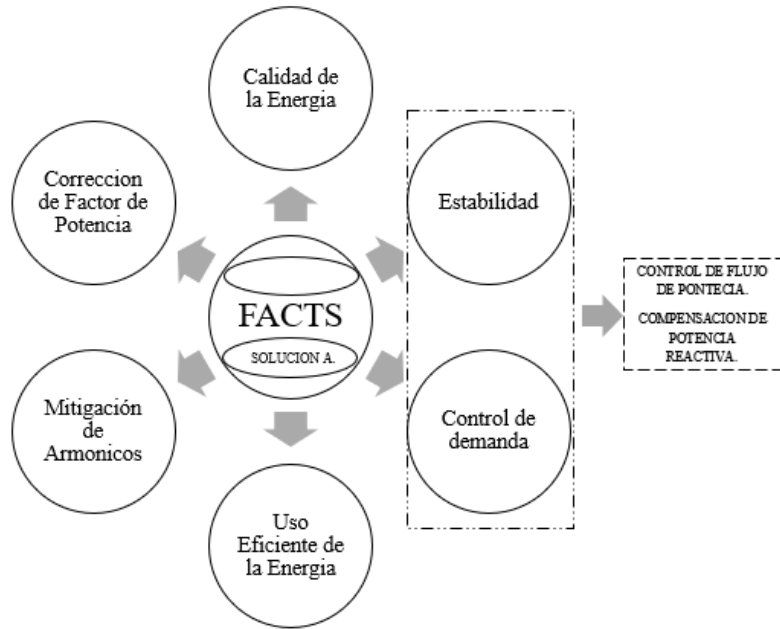 Calidad de
la Energia
Correccion
de Factor de
Potencia
Estabilidad
FACTS
SOLUCION A.
CONTROL DE FLUJO
DE PONTECIA.
COMPENSACION DE
POTENCIA
REACTIVA.
Mitigación
de
Armonicos
Control de
demanda
Uso
Eficiente de
la Energia